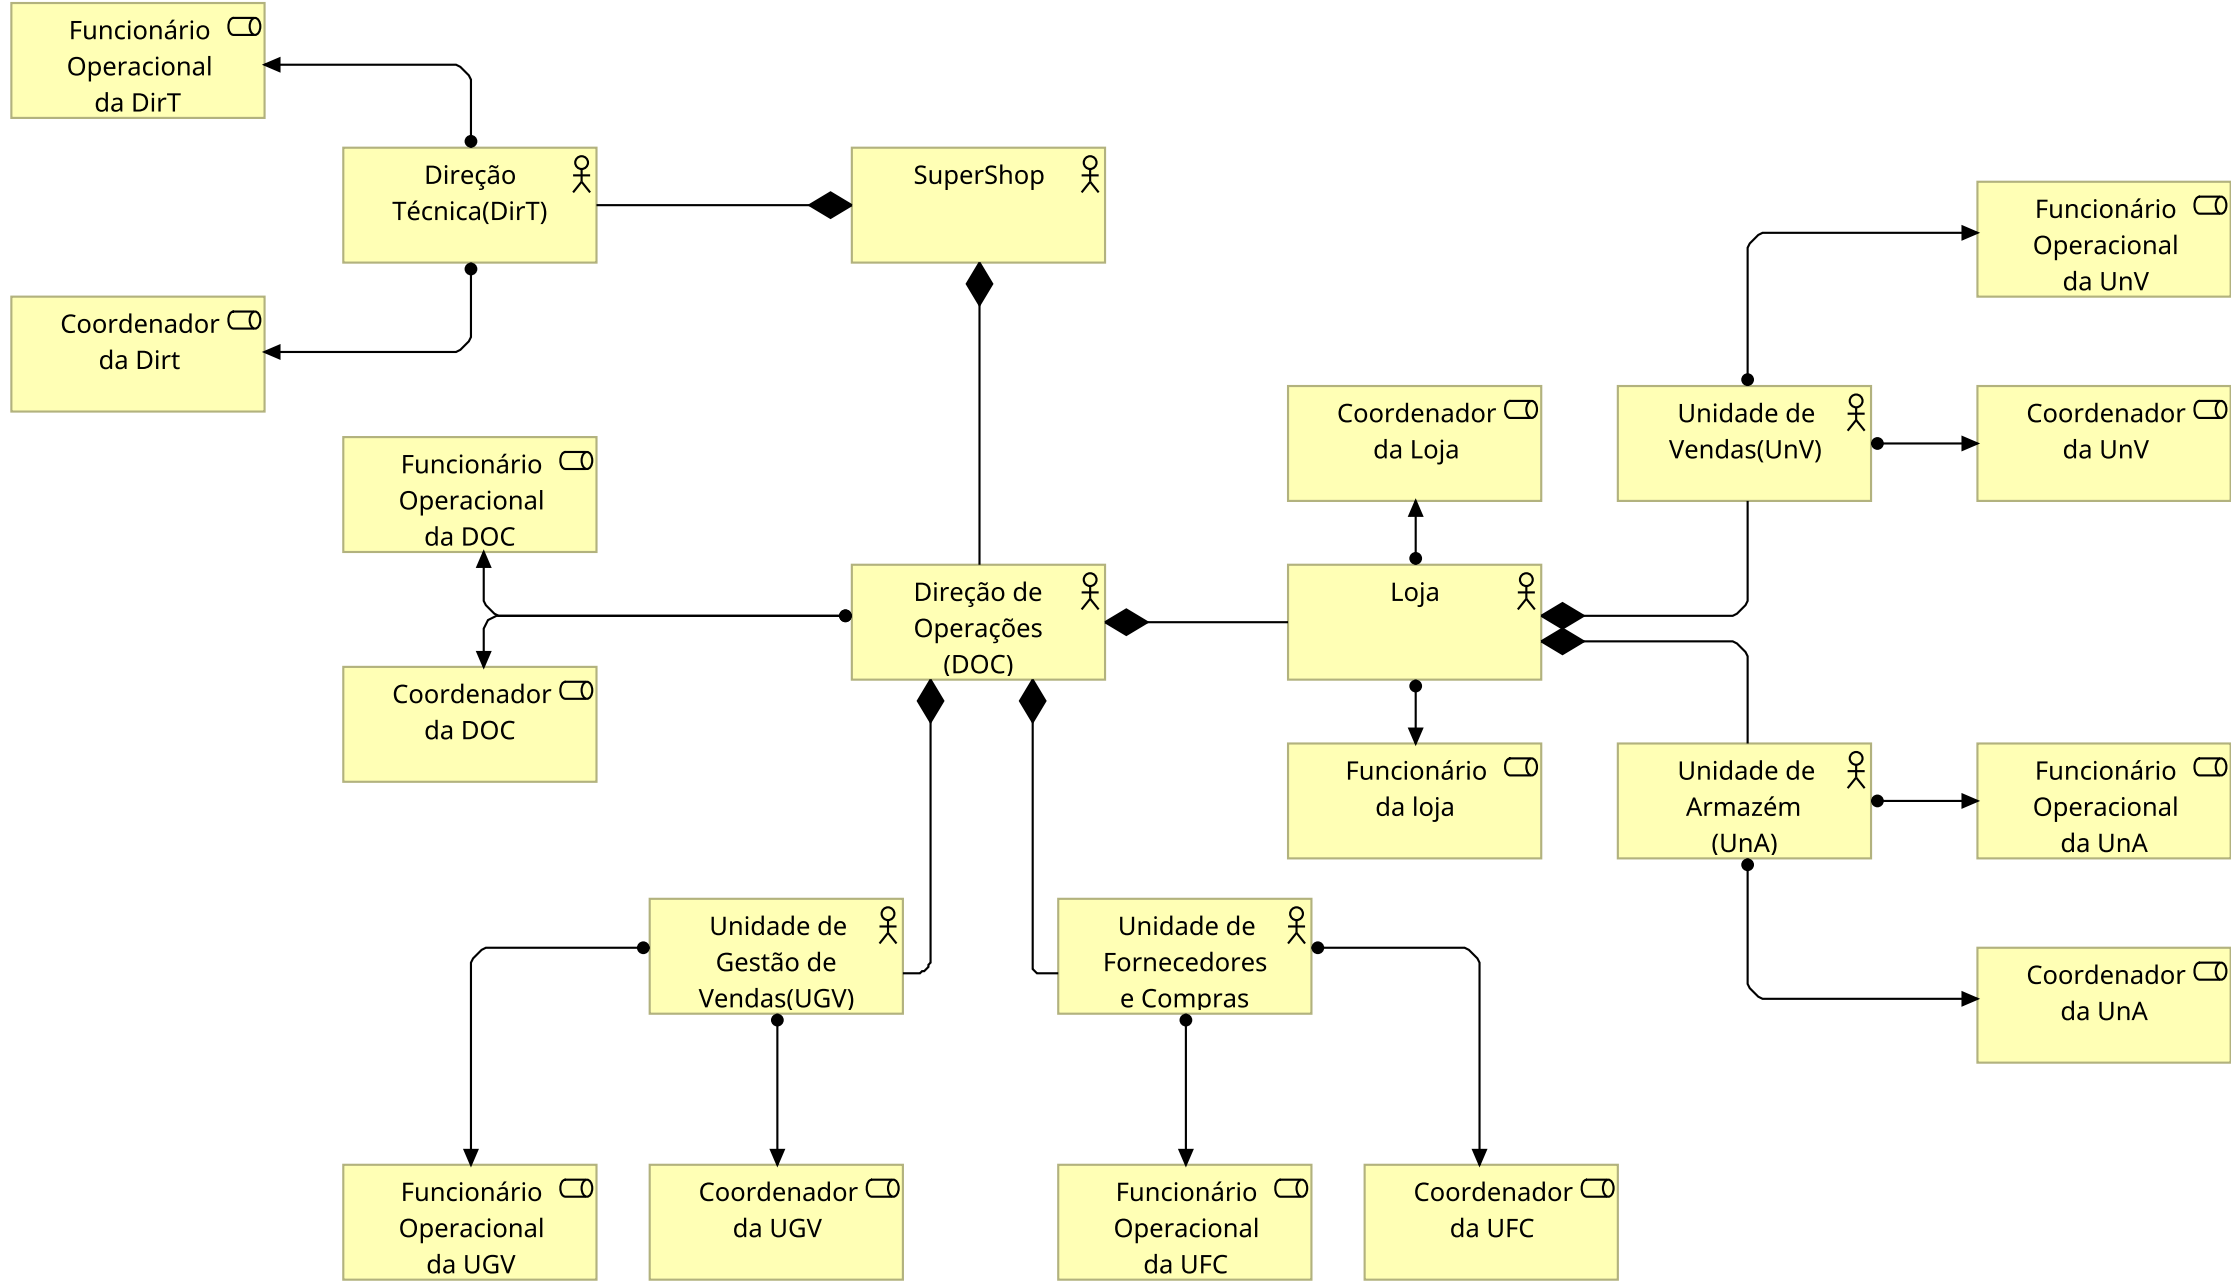 Funcionário
Operacional
da DirT
Direção
Técnica(DirT)
SuperShop
Funcionário
Operacional
da UnV
Coordenador
da Dirt
Coordenador
da Loja
Unidade de
Vendas(UnV)
Coordenador
da UnV
Funcionário
Operacional
da DOC
Direção de
Operações
(DOC)
Loja
Coordenador
da DOC
Funcionário
da loja
Unidade de
Armazém
(UnA)
Funcionário
Operacional
da UnA
Unidade de
Gestão de
Vendas(UGV)
Unidade de
Fornecedores
e Compras
Coordenador
da UnA
Funcionário
Operacional
da UGV
Coordenador
da UGV
Funcionário
Operacional
da UFC
Coordenador
da UFC